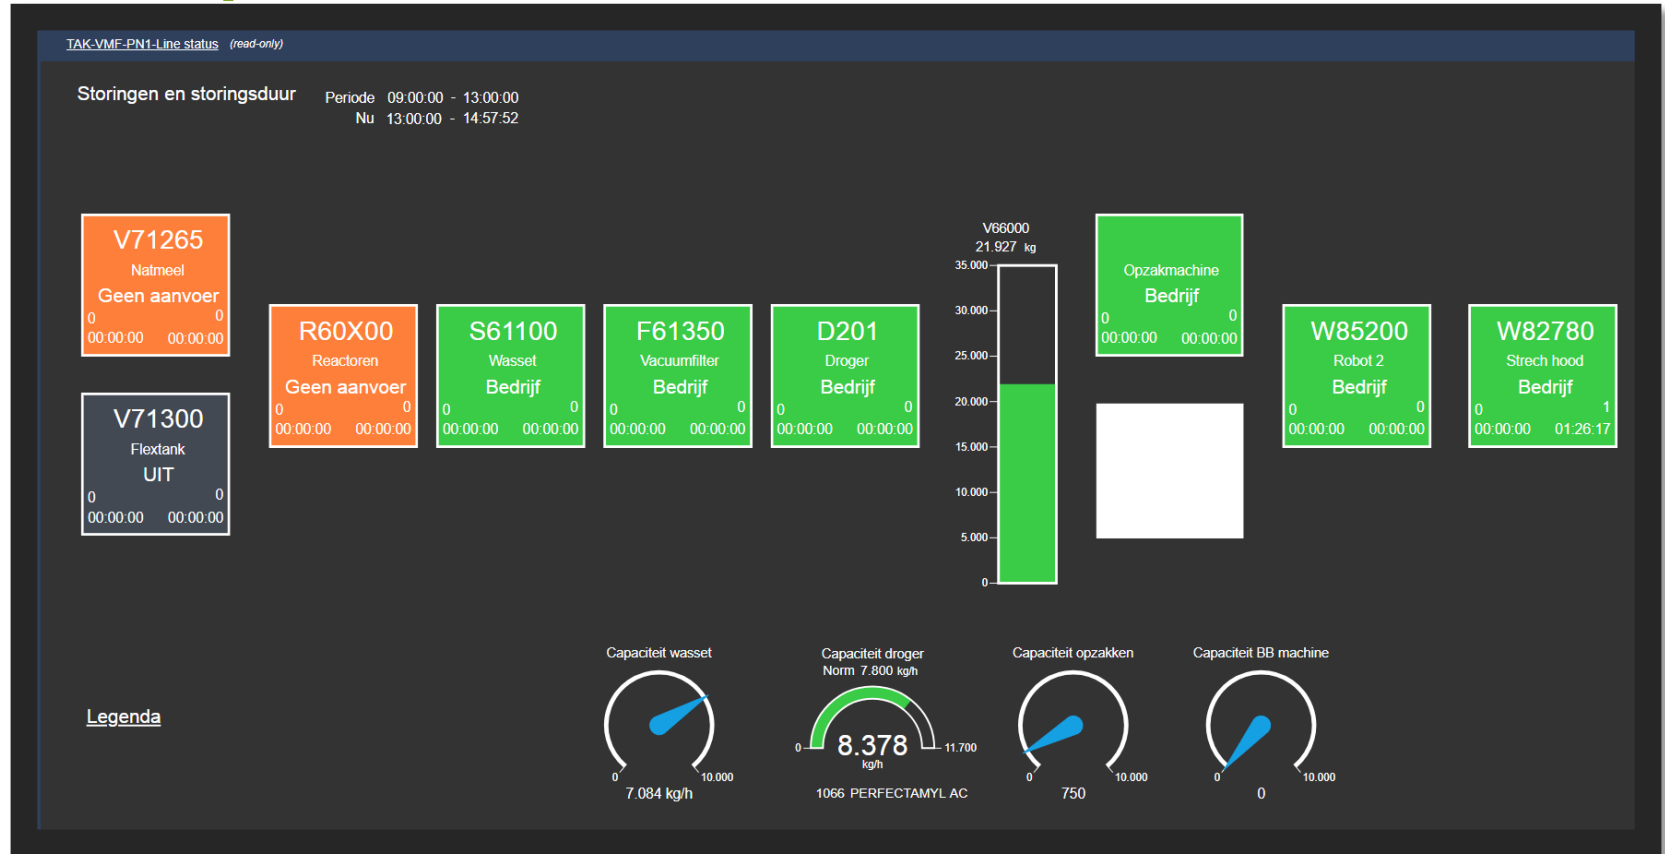 TAK-VMF-PN1-Line status (read-only)
Storingen en storingsduur
Periode 09:00:00 - 13:00:00
Nu 13:00:00 - 14:57:52
V71265
Natmeel
Geen aanvoer
0 0
00:00:00 00:00:00
V71300
Flextank
UIT
0 0
00:00:00 00:00:00
R60X00
Reactoren
Geen aanvoer
0 0
00:00:00 00:00:00
S61100
Wasset
Bedrijf
0 0
00:00:00 00:00:00
F61350
Vacuumfilter
Bedrijf
0 0
00:00:00 00:00:00
D201
Droger
Bedrijf
0 0
00:00:00 00:00:00
V66000
21.927 kg
35.000
30.000
25.000
20.000
15.000
10.000
5.000
0
Opzakmachine
Bedrijf
0 0
00:00:00 00:00:00
W85200
Robot 2
Bedrijf
0 0
00:00:00 00:00:00
W82780
Strech hood
Bedrijf
0 1
00:00:00 01:26:17
Legenda
Capaciteit wasset
0 10.000
7.084 kg/h
Capaciteit droger
Norm 7.800 kg/h
0 8.378 11.700
kg/h
1066 PERFECTAMYL AC
Capaciteit opzakken
0 10.000
750
Capaciteit BB machine
0 10.000
0